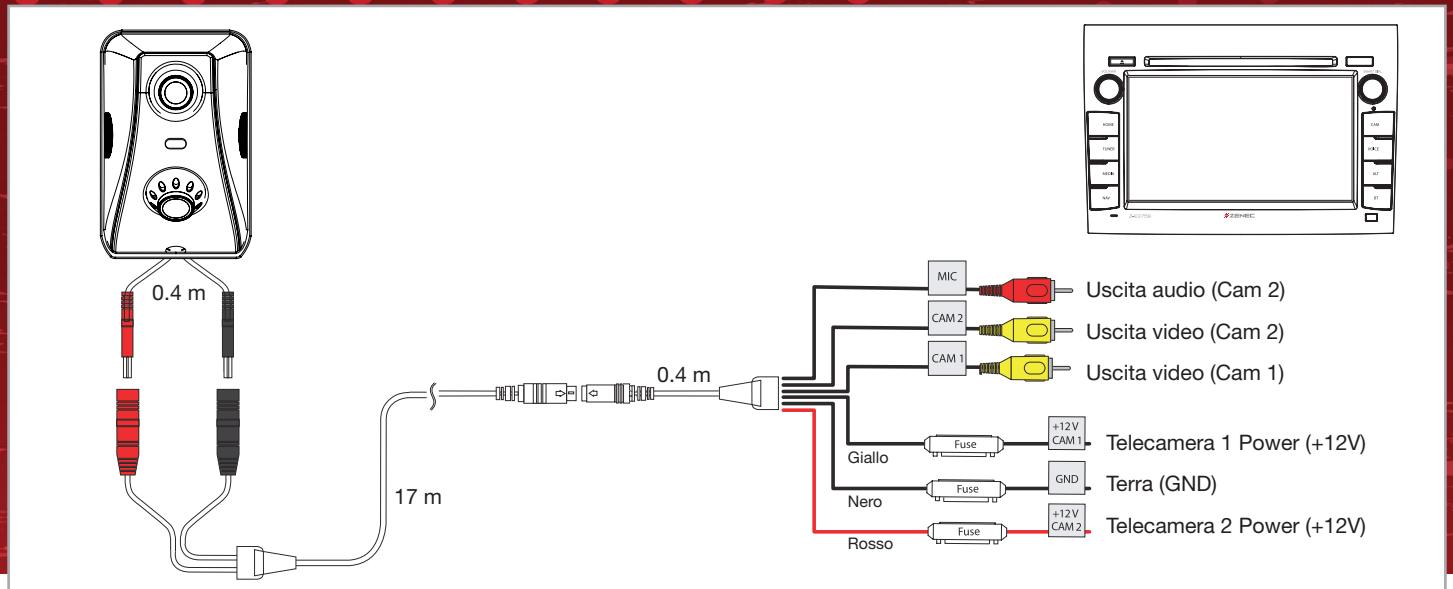 HOME
TUNER
MEDIA
NAV
CAM
VOICE
ALT
BT
ZENEC
0.4 m
MIC
Uscita audio (Cam 2)
CAM 2
Uscita video (Cam 2)
CAM 1
Uscita video (Cam 1)
0.4 m
17 m
Giallo
Fuse
+12 V
CAM 1
Telecamera 1 Power (+12V)
Nero
Fuse
GND
Terra (GND)
Rosso
Fuse
+12 V
CAM 2
Telecamera 2 Power (+12V)